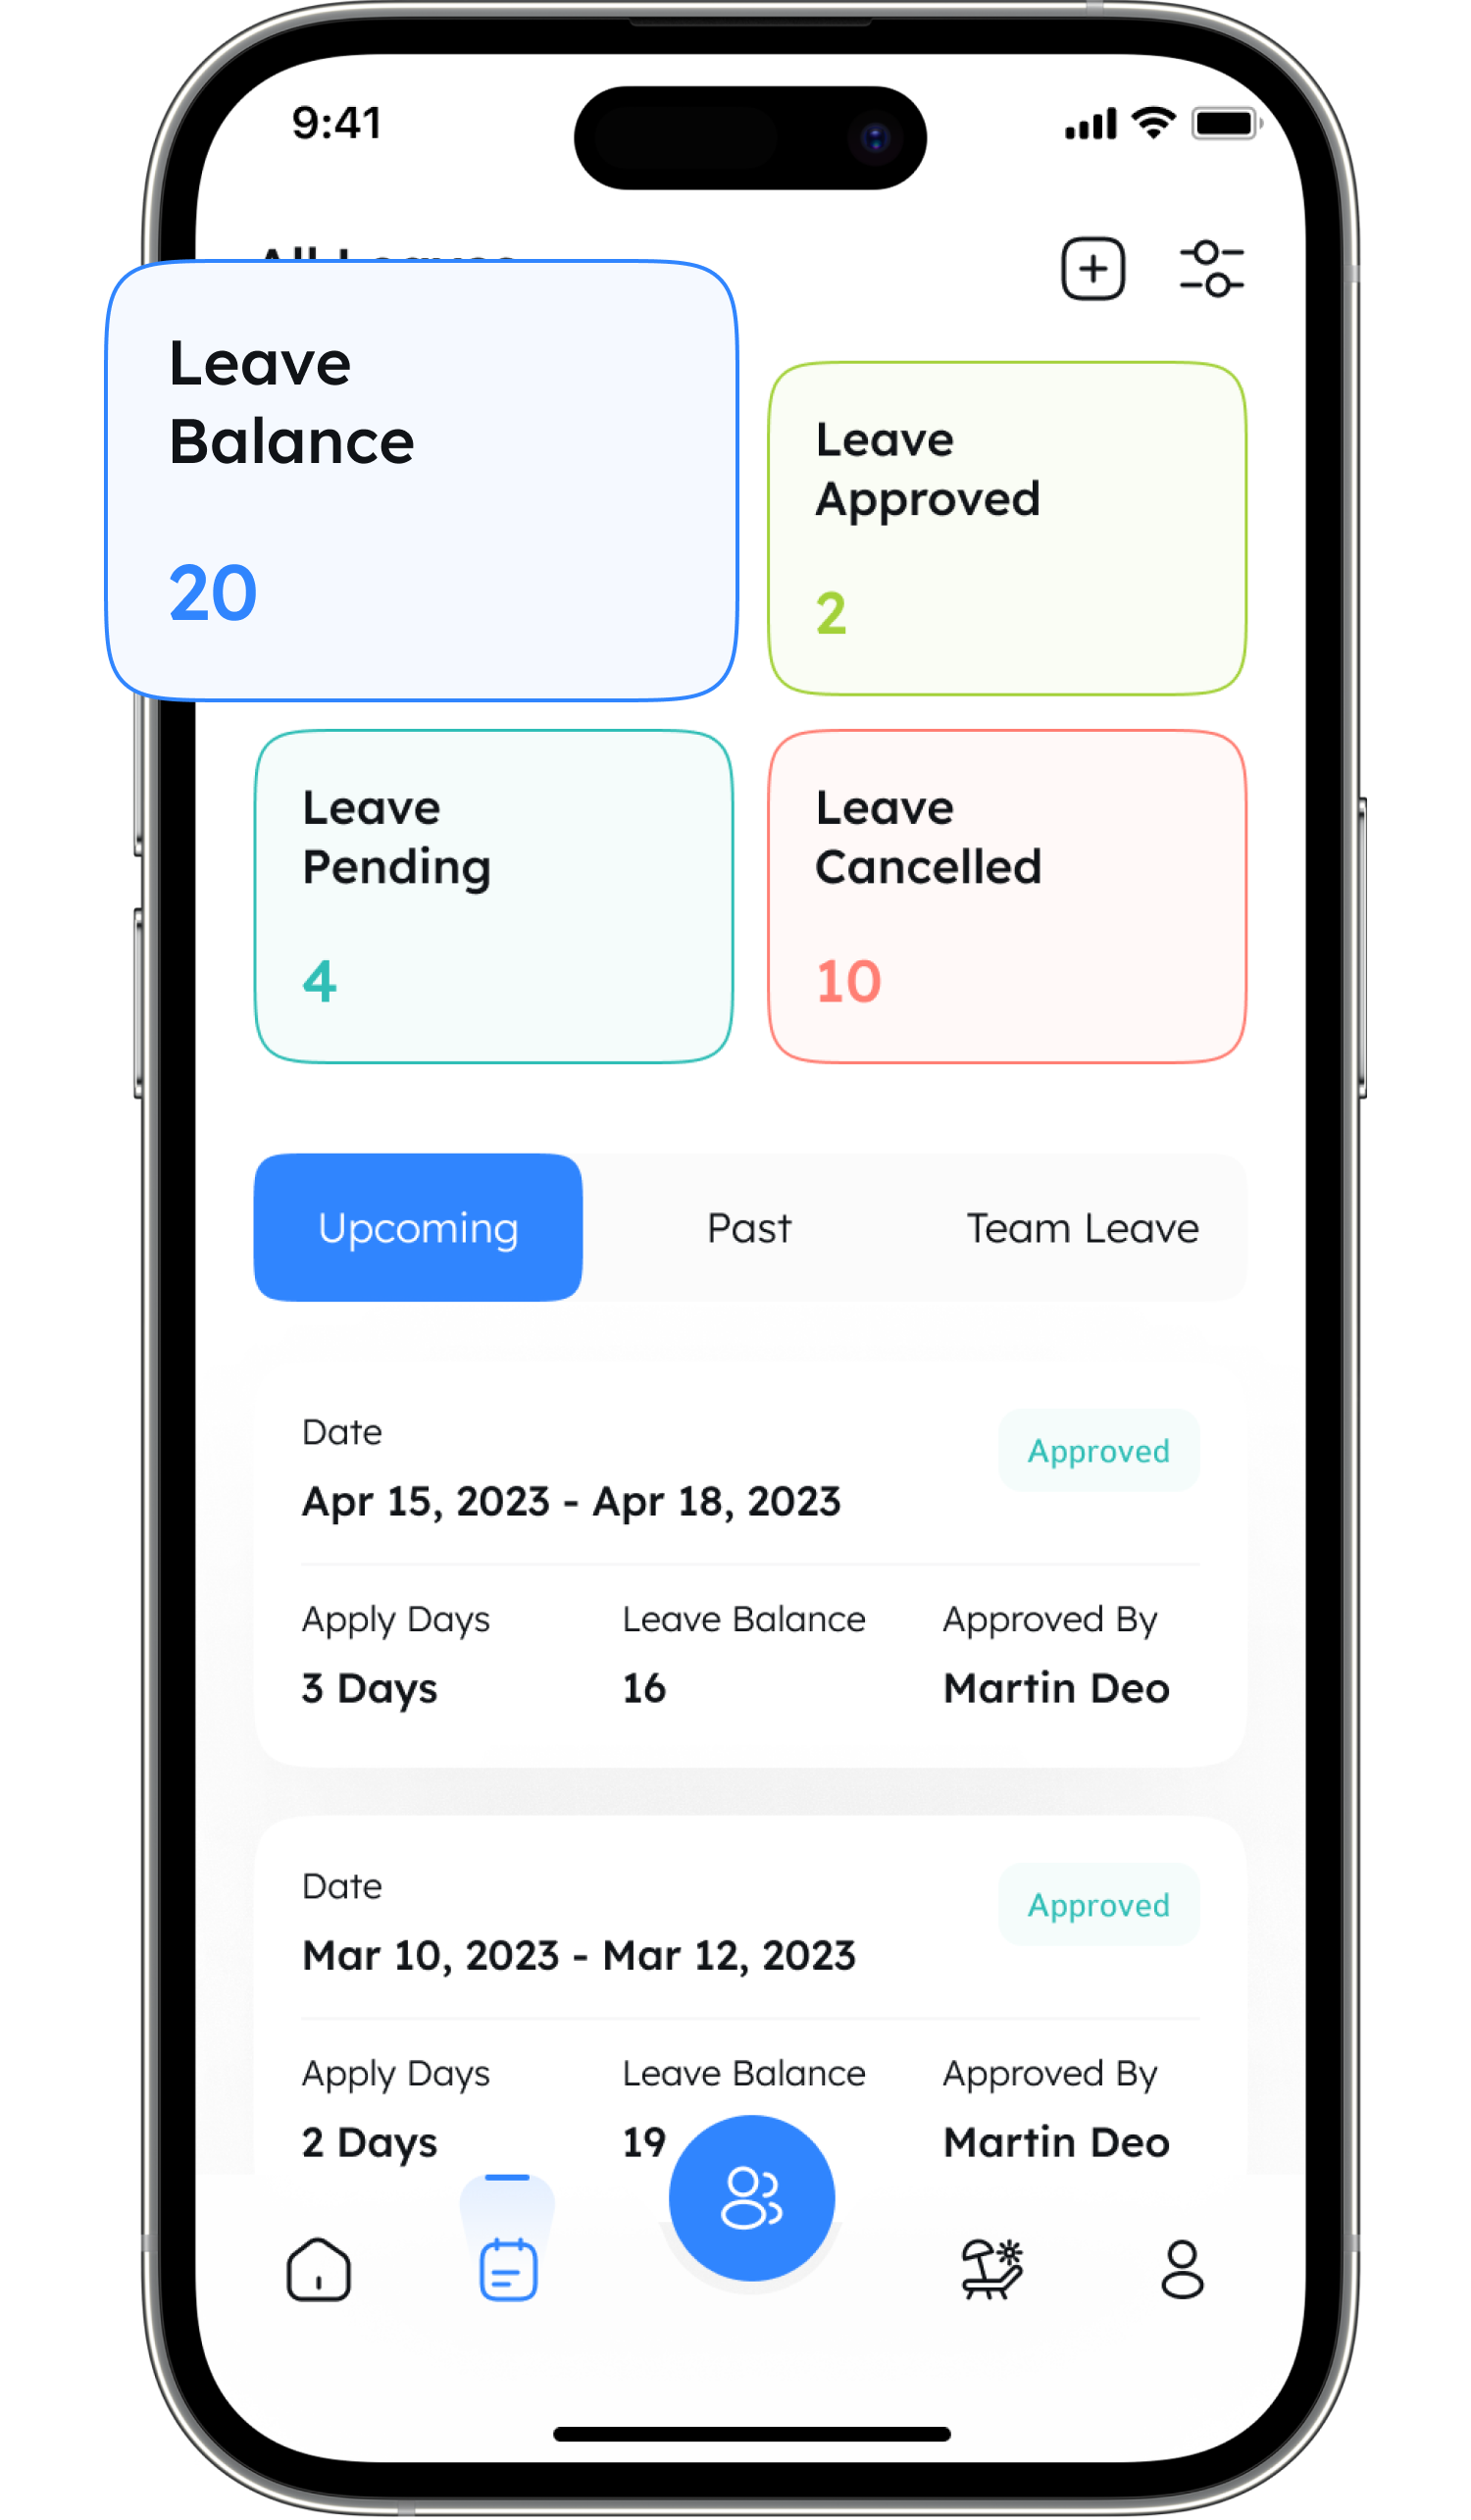 9:41
All Leaves
Leave
Balance
20
Leave
Approved
2
Leave
Pending
4
Leave
Cancelled
10
Upcoming
Past
Team Leave
Date
Approved
Apr 15, 2023 - Apr 18, 2023
Apply Days
Leave Balance
Approved By
3 Days
16
Martin Deo
Date
Approved
Mar 10, 2023 - Mar 12, 2023
Apply Days
Leave Balance
Approved By
2 Days
19
Martin Deo